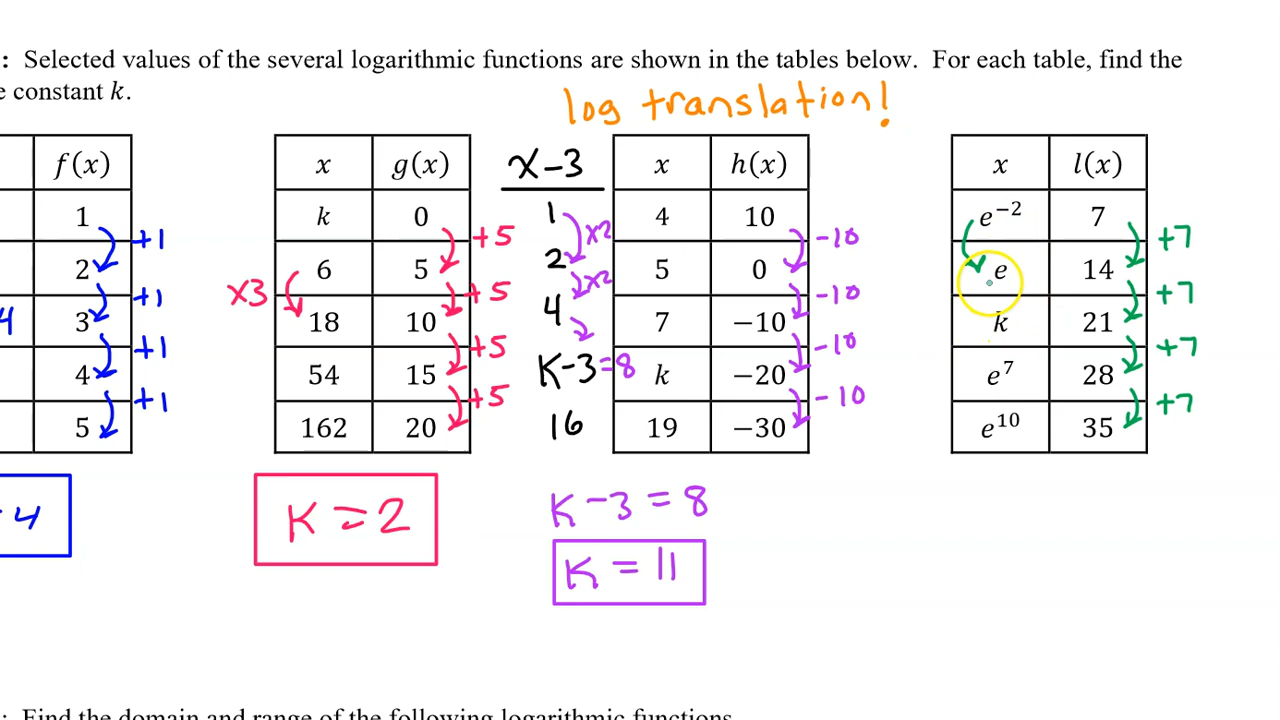 : Selected values of the several logarithmic functions are shown in the tables below. For each table, find the
e constant k.
log translation!
f(x)
1
2
4 3
4
5
+1
+1
+1
+1
= 4
x g(x)
k 0
6 5
18 10
54 15
162 20
x3
+5
+5
+5
+5
K = 2
x-3
1
2
4
K-3=8
16
x2
x2
x h(x)
4 10
5 0
7 −10
k −20
19 −30
-10
-10
-10
-10
K-3 = 8
K = 11
x l(x)
e⁻² 7
e 14
k 21
e⁷ 28
e¹⁰ 35
+7
+7
+7
+7
: Find the domain and range of the following logarithmic functions